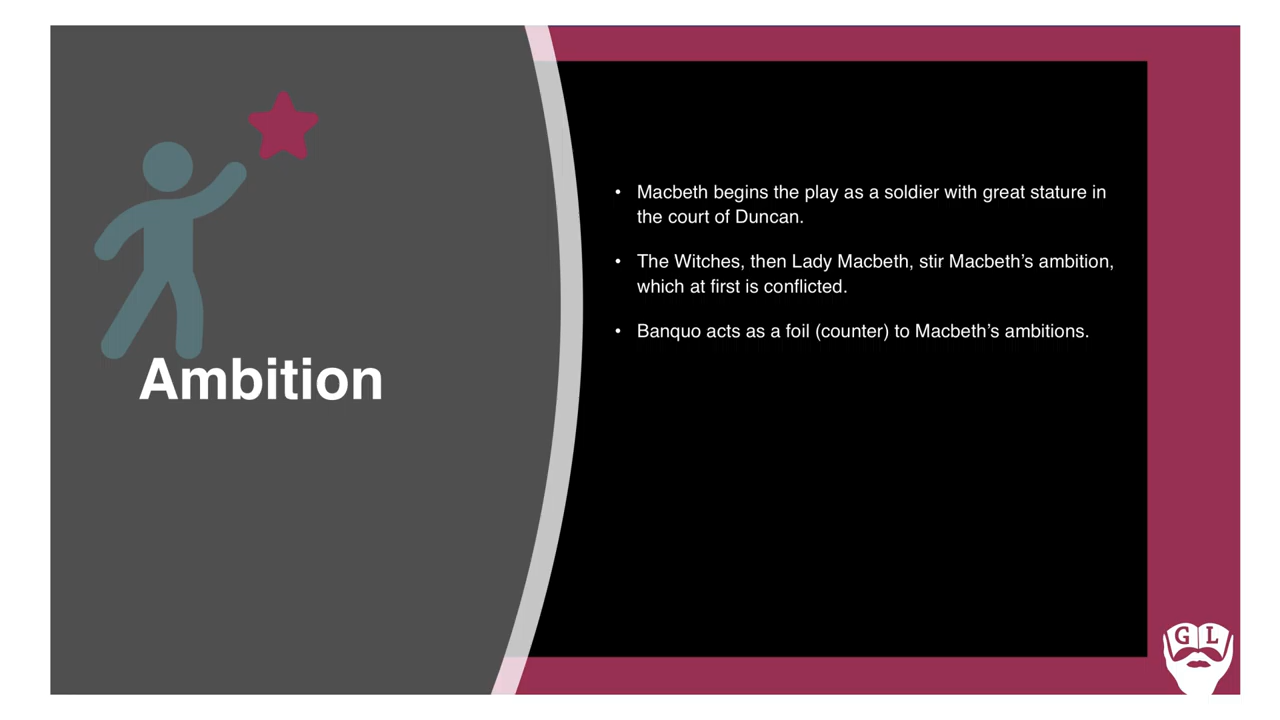 Ambition
• Macbeth begins the play as a soldier with great stature in
the court of Duncan.
• The Witches, then Lady Macbeth, stir Macbeth’s ambition,
which at first is conflicted.
• Banquo acts as a foil (counter) to Macbeth’s ambitions.
G L